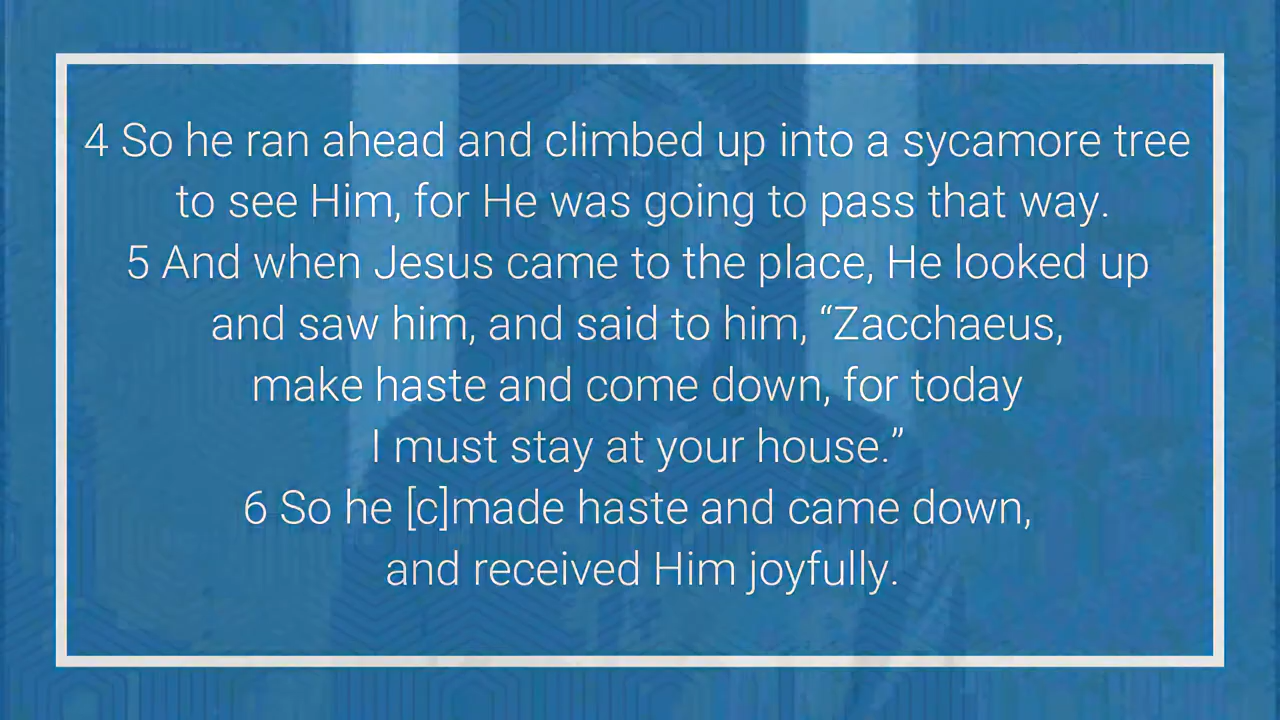 4 So he ran ahead and climbed up into a sycamore tree
to see Him, for He was going to pass that way.
5 And when Jesus came to the place, He looked up
and saw him, and said to him, “Zacchaeus,
make haste and come down, for today
I must stay at your house.”
6 So he [c]made haste and came down,
and received Him joyfully.